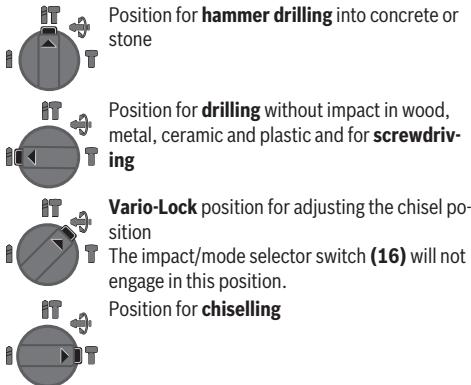 Position for hammer drilling into concrete or
stone
Position for drilling without impact in wood,
metal, ceramic and plastic and for screwdriv-
ing
Vario-Lock position for adjusting the chisel po-
sition
The impact/mode selector switch (16) will not
engage in this position.
Position for chiselling